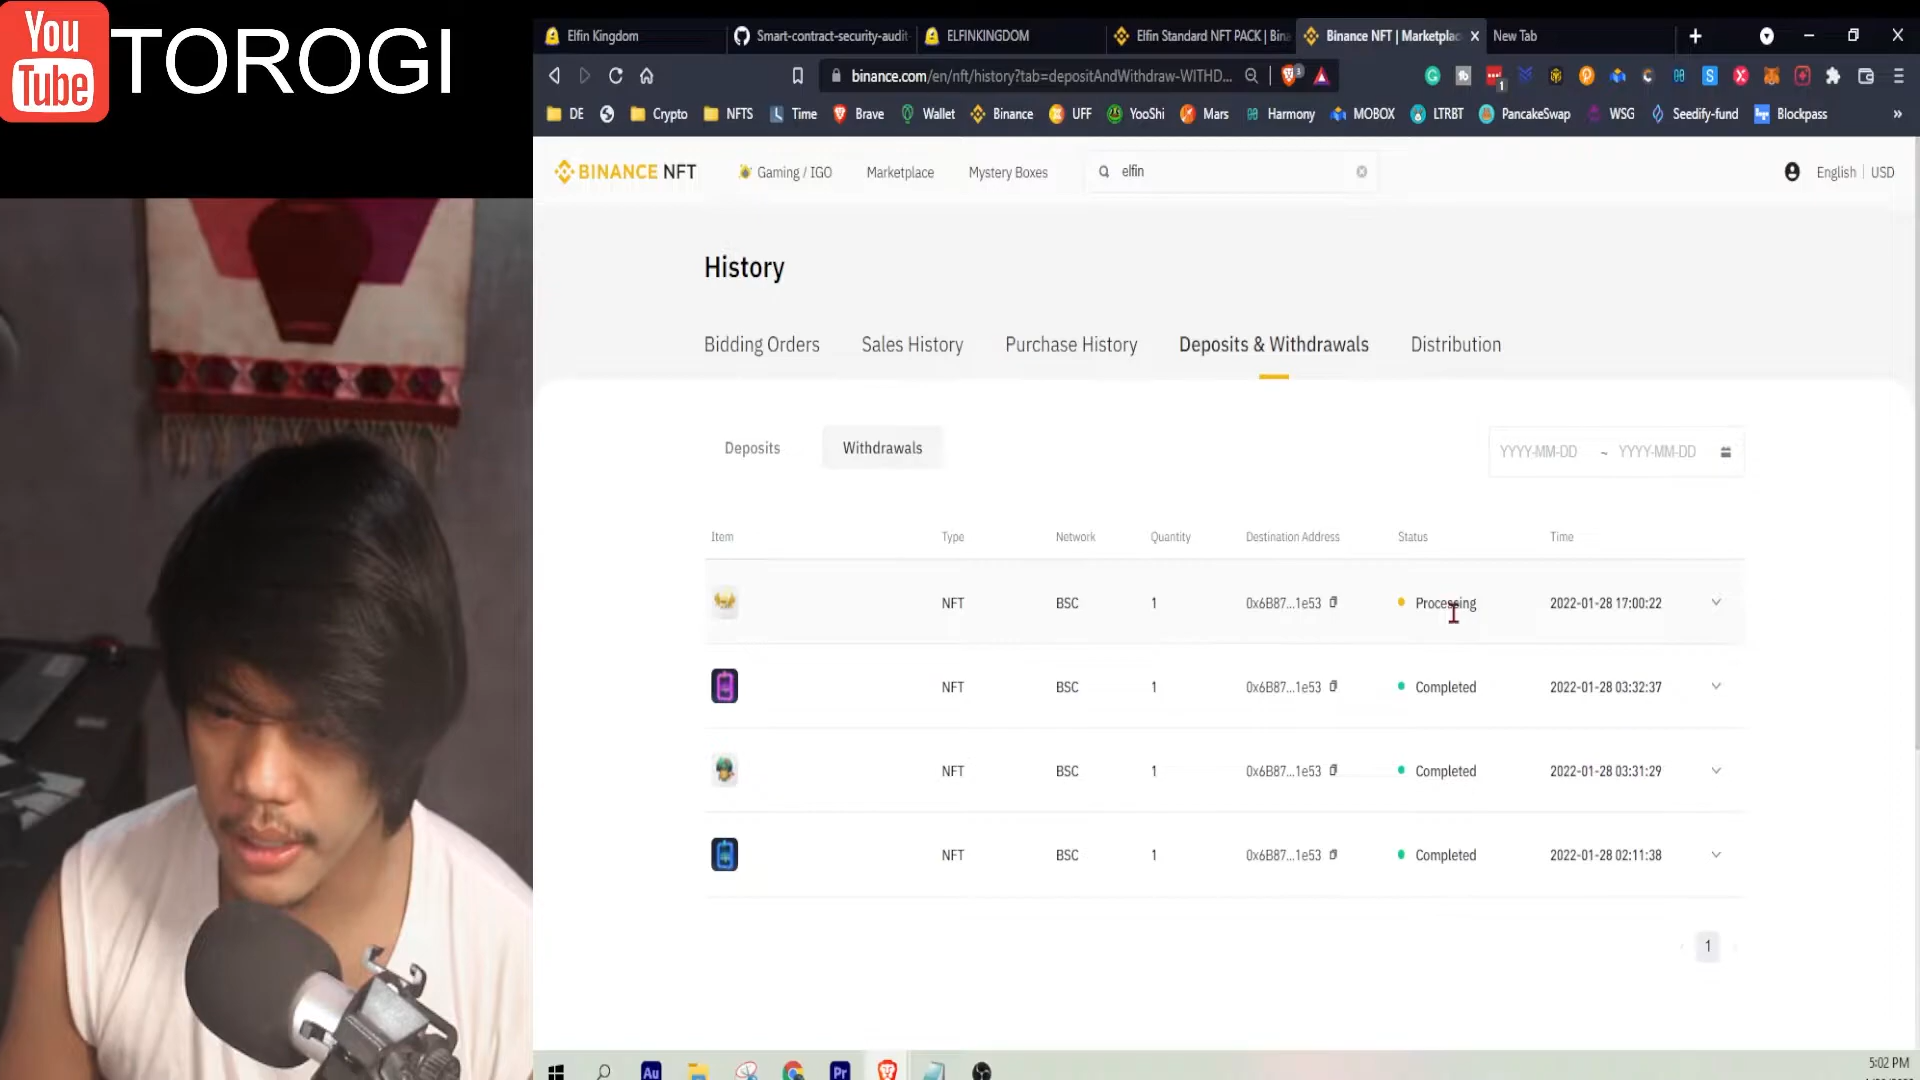 You
Tube
TOROGI
Elfin Kingdom
Smart-contract-security-audit
ELFINKINGDOM
Elfin Standard NFT PACK | Bin
Binance NFT | Marketplac
New Tab
binance.com/en/nft/history?tab=depositAndWithdraw-WITHD...
DE
Crypto
NFTS
Time
Brave
Wallet
Binance
UFF
YooShi
Mars
Harmony
MOBOX
LTRBT
PancakeSwap
WSG
Seedify-fund
Blockpass
BINANCE NFT
Gaming / IGO
Marketplace
Mystery Boxes
elfin
English | USD
History
Bidding Orders
Sales History
Purchase History
Deposits & Withdrawals
Distribution
Deposits
Withdrawals
YYYY-MM-DD ~ YYYY-MM-DD
Item Type Network Quantity Destination Address Status Time
NFT BSC 1 0x6B87...1e53 Processing 2022-01-28 17:00:22
NFT BSC 1 0x6B87...1e53 Completed 2022-01-28 03:32:37
NFT BSC 1 0x6B87...1e53 Completed 2022-01-28 03:31:29
NFT BSC 1 0x6B87...1e53 Completed 2022-01-28 02:11:38
1
Au
Pr
5:02 PM